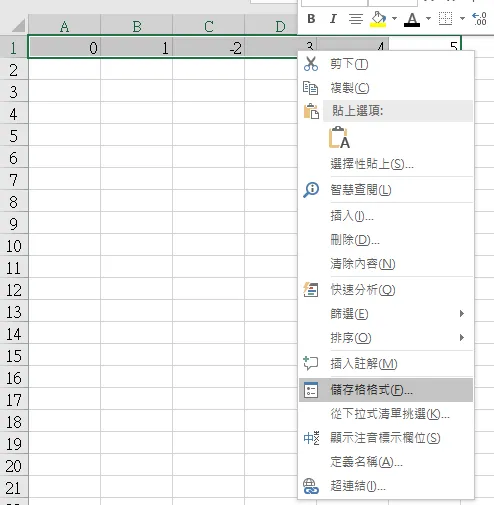 B I
A
.00
A B C D
1 0 1 -2 3 4 5
2
3
4
5
6
7
8
9
10
11
12
13
14
15
16
17
18
19
20
21
剪下(T)
複製(C)
貼上選項:
A
選擇性貼上(S)...
智慧查閱(L)
插入(I)...
刪除(D)...
清除內容(N)
快速分析(Q)
篩選(E)
排序(O)
插入註解(M)
儲存格格式(F)...
從下拉式清單挑選(K)...
顯示注音標示欄位(S)
定義名稱(A)...
超連結(I)...